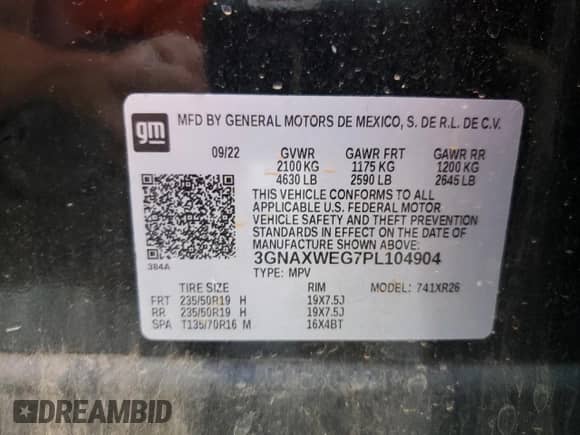 gm
MFD BY GENERAL MOTORS DE MEXICO, S. DE R.L. DE C.V.
09/22 GVWR GAWR FRT GAWR RR
2100 KG 1175 KG 1200 KG
4630 LB 2590 LB 2645 LB
THIS VEHICLE CONFORMS TO ALL
APPLICABLE U.S. FEDERAL MOTOR
VEHICLE SAFETY AND THEFT PREVENTION
STANDARDS IN EFFECT ON THE DATE OF
MANUFACTURE SHOWN ABOVE:
384A 3GNAXWEG7PL104904
TYPE: MPV MODEL: 741XR26
TIRE SIZE RIM
FRT 235/50R19 H 19X7.5J
RR 235/50R19 H 19X7.5J
SPA T135/70R16 M 16X4BT
DREAMBID